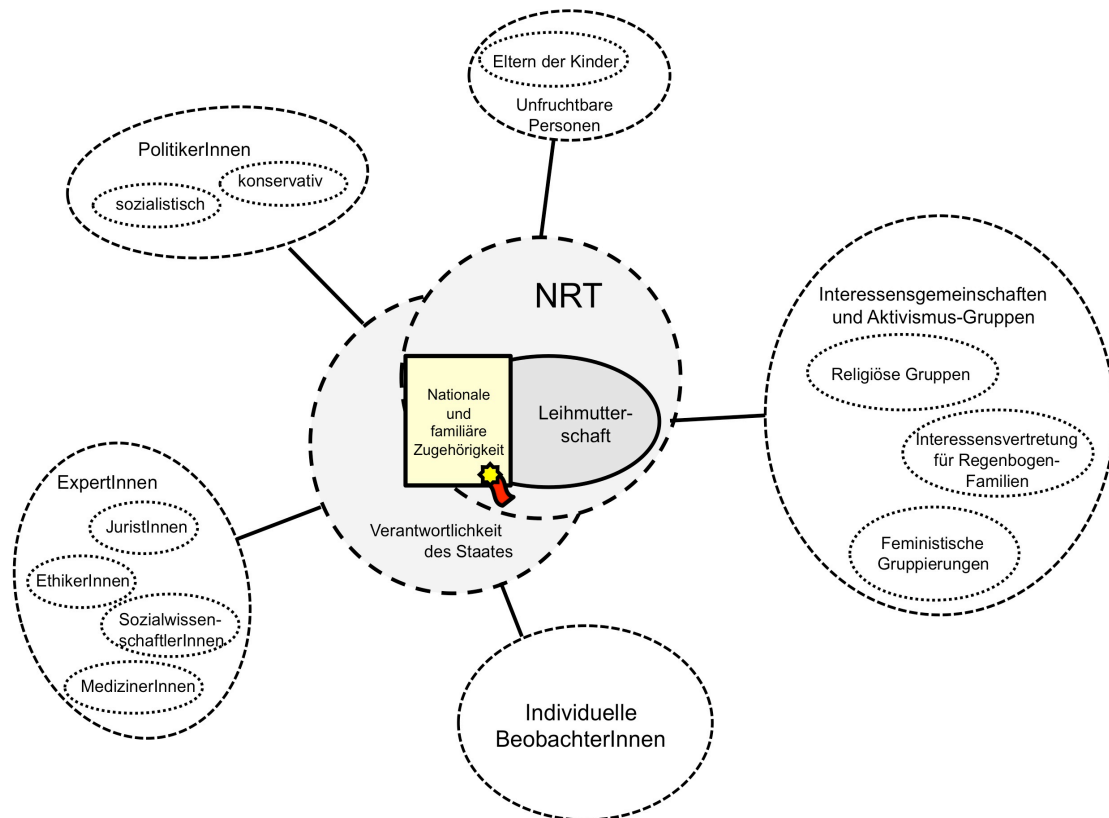 Eltern der Kinder
Unfruchtbare
Personen
PolitikerInnen
konservativ
sozialistisch
NRT
Interessensgemeinschaften
und Aktivismus-Gruppen
Religiöse Gruppen
Interessensvertretung
für Regenbogen-
Familien
Feministische
Gruppierungen
Nationale
und
familiäre
Zugehörigkeit
Leihmutter-
schaft
Verantwortlichkeit
des Staates
ExpertInnen
JuristInnen
EthikerInnen
Sozialwissen-
schaftlerInnen
MedizinerInnen
Individuelle
BeobachterInnen